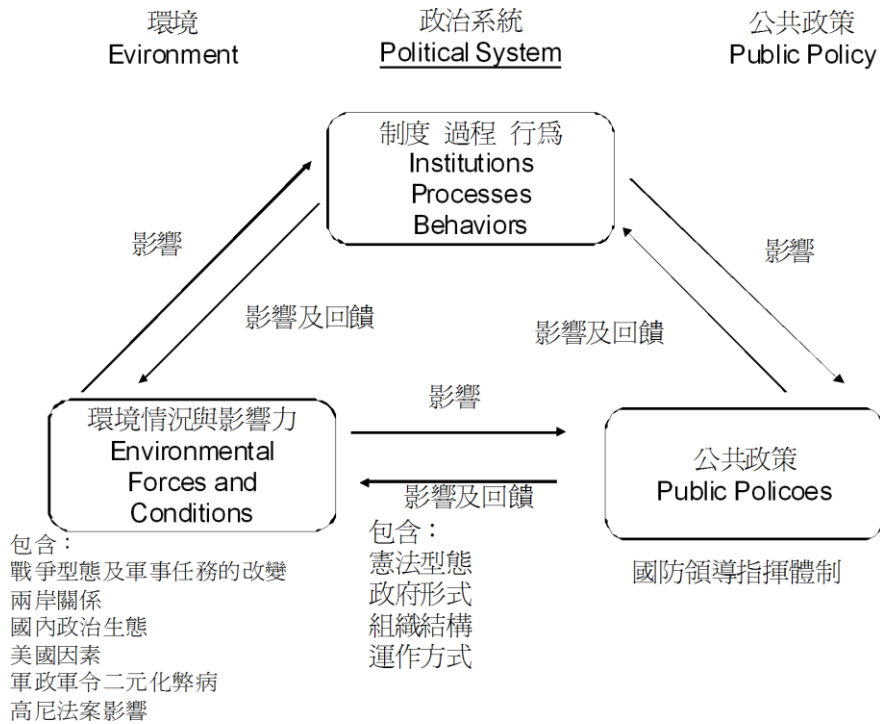 環境
Evironment
政治系統
Political System
公共政策
Public Policy
制度 過程 行為
Institutions
Processes
Behaviors
影響
影響
影響及回饋
影響及回饋
環境情況與影響力
Environmental
Forces and
Conditions
影響
影響及回饋
公共政策
Public Policoes
包含：
戰爭型態及軍事任務的改變
兩岸關係
國內政治生態
美國因素
軍政軍令二元化弊病
高尼法案影響
包含：
憲法型態
政府形式
組織結構
運作方式
國防領導指揮體制